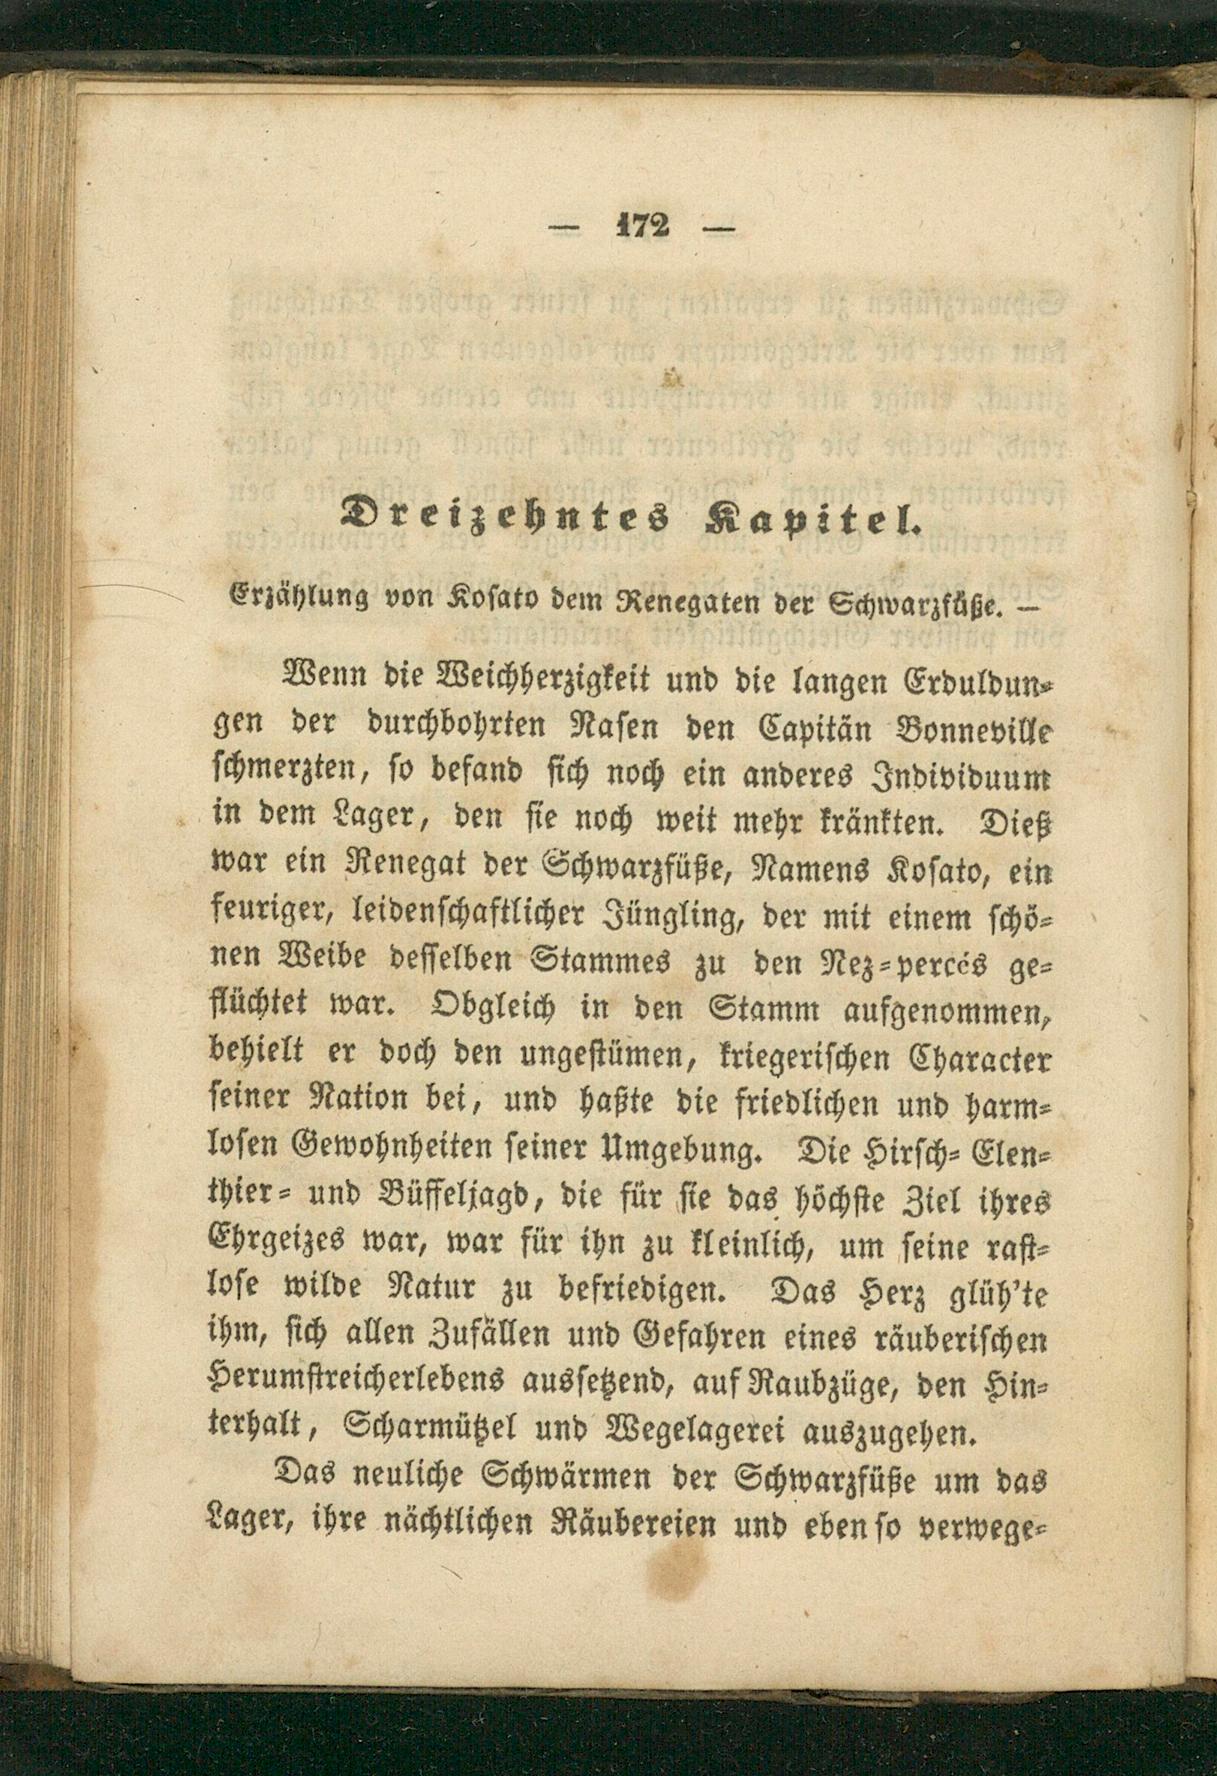 — 172 —
Dreizehntes Kapitel.
Erzählung von Kosato dem Renegaten der Schwarzfüße. —
Wenn die Weichherzigkeit und die langen Erduldun-
gen der durchbohrten Nasen den Capitän Bonneville
schmerzten, so befand sich noch ein anderes Individuum
in dem Lager, den sie noch weit mehr kränkten. Dieß
war ein Renegat der Schwarzfüße, Namens Kosato, ein
feuriger, leidenschaftlicher Jüngling, der mit einem schö-
nen Weibe desselben Stammes zu den Nez-percés ge-
flüchtet war. Obgleich in den Stamm aufgenommen,
behielt er doch den ungestümen, kriegerischen Character
seiner Nation bei, und haßte die friedlichen und harm-
losen Gewohnheiten seiner Umgebung. Die Hirsch- Elen-
thier- und Büffeljagd, die für sie das höchste Ziel ihres
Ehrgeizes war, war für ihn zu kleinlich, um seine rast-
lose wilde Natur zu befriedigen. Das Herz glüh'te
ihm, sich allen Zufällen und Gefahren eines räuberischen
Herumstreicherlebens aussetzend, auf Raubzüge, den Hin-
terhalt, Scharmützel und Wegelagerei auszugehen.
Das neuliche Schwärmen der Schwarzfüße um das
Lager, ihre nächtlichen Räubereien und eben so verwege-